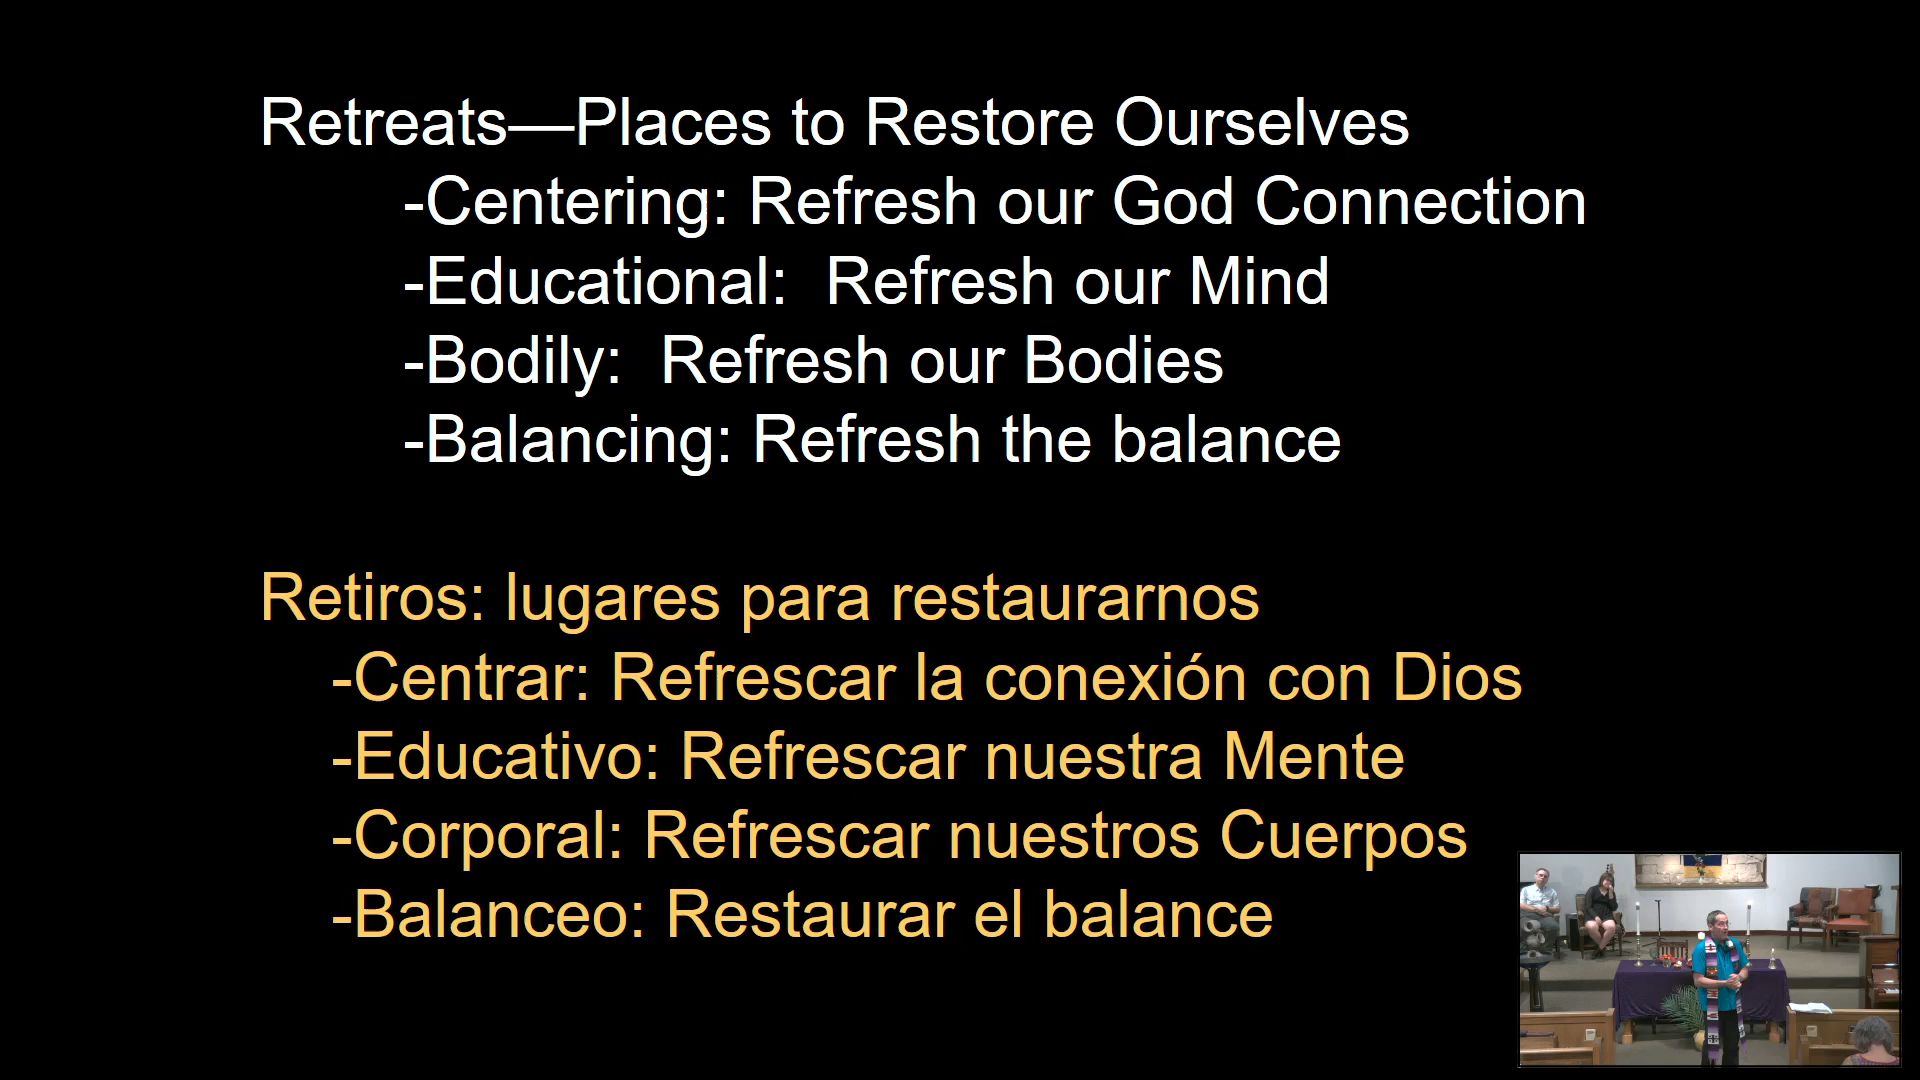 Retreats—Places to Restore Ourselves
-Centering: Refresh our God Connection
-Educational:  Refresh our Mind
-Bodily:  Refresh our Bodies
-Balancing: Refresh the balance
Retiros: lugares para restaurarnos
-Centrar: Refrescar la conexión con Dios
-Educativo: Refrescar nuestra Mente
-Corporal: Refrescar nuestros Cuerpos
-Balanceo: Restaurar el balance